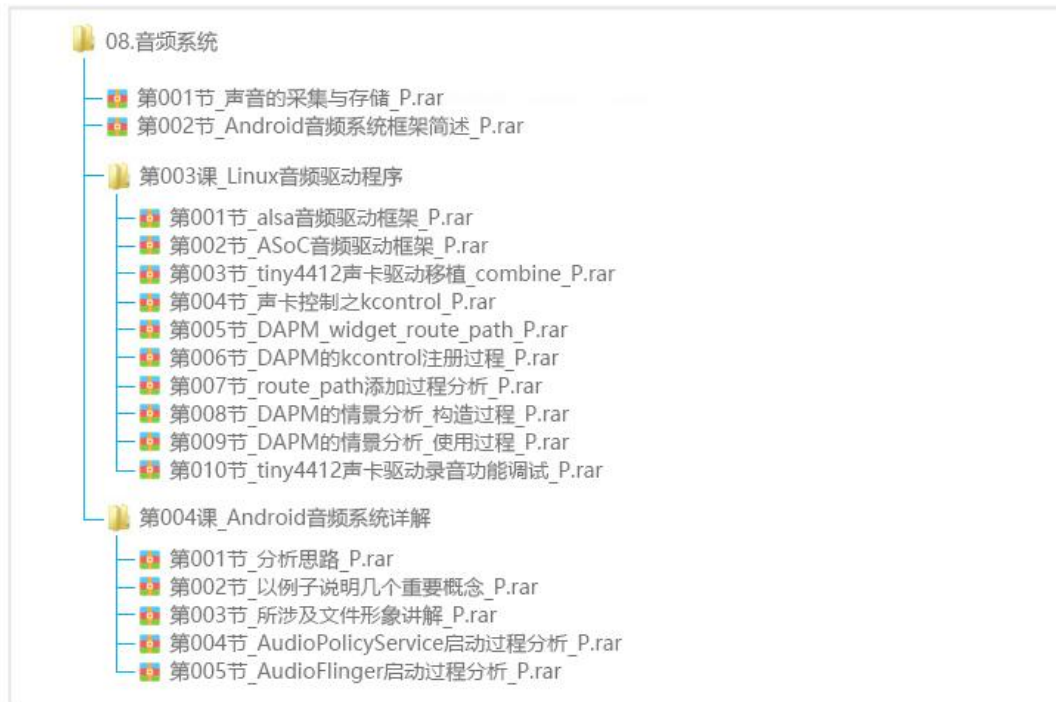 08.音频系统
第001节_声音的采集与存储_P.rar
第002节_Android音频系统框架简述_P.rar
第003课_Linux音频驱动程序
第001节_alsa音频驱动框架_P.rar
第002节_ASoC音频驱动框架_P.rar
第003节_tiny4412声卡驱动移植_combine_P.rar
第004节_声卡控制之kcontrol_P.rar
第005节_DAPM_widget_route_path_P.rar
第006节_DAPM的kcontrol注册过程_P.rar
第007节_route_path添加过程分析_P.rar
第008节_DAPM的情景分析_构造过程_P.rar
第009节_DAPM的情景分析_使用过程_P.rar
第010节_tiny4412声卡驱动录音功能调试_P.rar
第004课_Android音频系统详解
第001节_分析思路_P.rar
第002节_以例子说明几个重要概念_P.rar
第003节_所涉及文件形象讲解_P.rar
第004节_AudioPolicyService启动过程分析_P.rar
第005节_AudioFlinger启动过程分析_P.rar